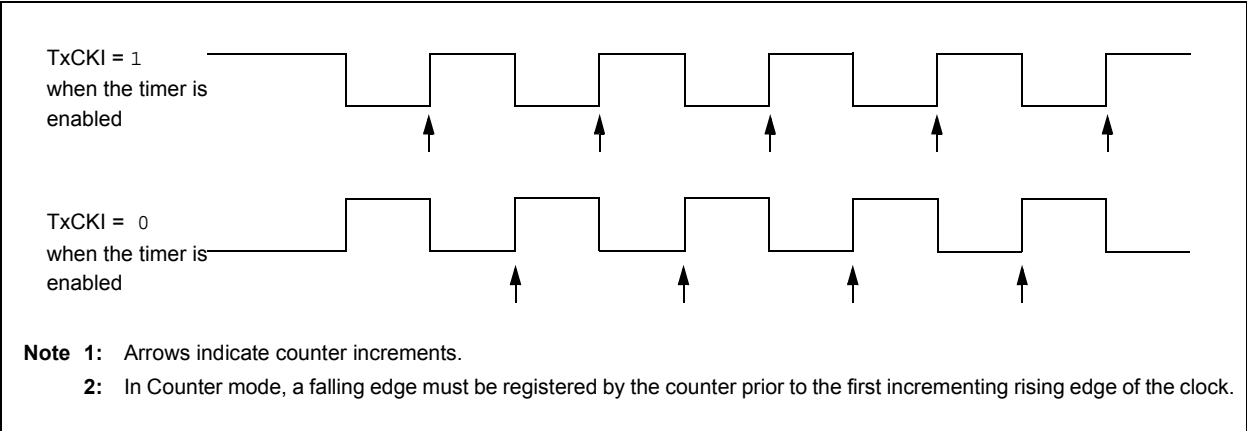 TxCKI = 1
when the timer is
enabled
TxCKI = 0
when the timer is
enabled
Note 1: Arrows indicate counter increments.
2: In Counter mode, a falling edge must be registered by the counter prior to the first incrementing rising edge of the clock.